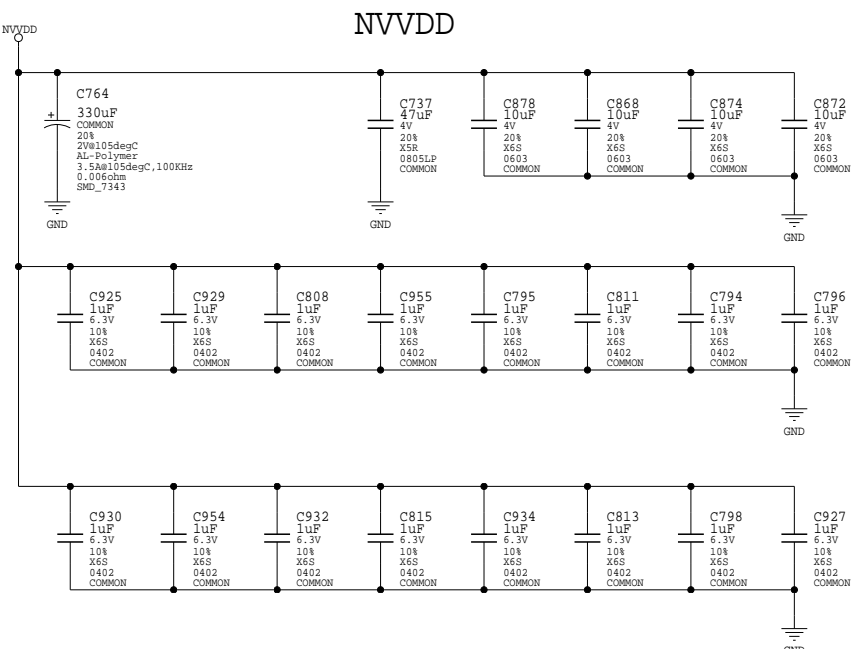 NVVDD
NVVDD
C764
330uF
COMMON
20%
2V@105degC
AL-Polymer
3.5A@105degC,100KHz
0.006ohm
SMD_7343
GND
C737
47uF
4V
20%
X5R
0805LP
COMMON
GND
C878
10uF
4V
20%
X6S
0603
COMMON
C868
10uF
4V
20%
X6S
0603
COMMON
C874
10uF
4V
20%
X6S
0603
COMMON
C872
10uF
4V
20%
X6S
0603
COMMON
GND
C925
1uF
6.3V
10%
X6S
0402
COMMON
C929
1uF
6.3V
10%
X6S
0402
COMMON
C808
1uF
6.3V
10%
X6S
0402
COMMON
C955
1uF
6.3V
10%
X6S
0402
COMMON
C795
1uF
6.3V
10%
X6S
0402
COMMON
C811
1uF
6.3V
10%
X6S
0402
COMMON
C794
1uF
6.3V
10%
X6S
0402
COMMON
C796
1uF
6.3V
10%
X6S
0402
COMMON
GND
C930
1uF
6.3V
10%
X6S
0402
COMMON
C954
1uF
6.3V
10%
X6S
0402
COMMON
C932
1uF
6.3V
10%
X6S
0402
COMMON
C815
1uF
6.3V
10%
X6S
0402
COMMON
C934
1uF
6.3V
10%
X6S
0402
COMMON
C813
1uF
6.3V
10%
X6S
0402
COMMON
C798
1uF
6.3V
10%
X6S
0402
COMMON
C927
1uF
6.3V
10%
X6S
0402
COMMON
GND